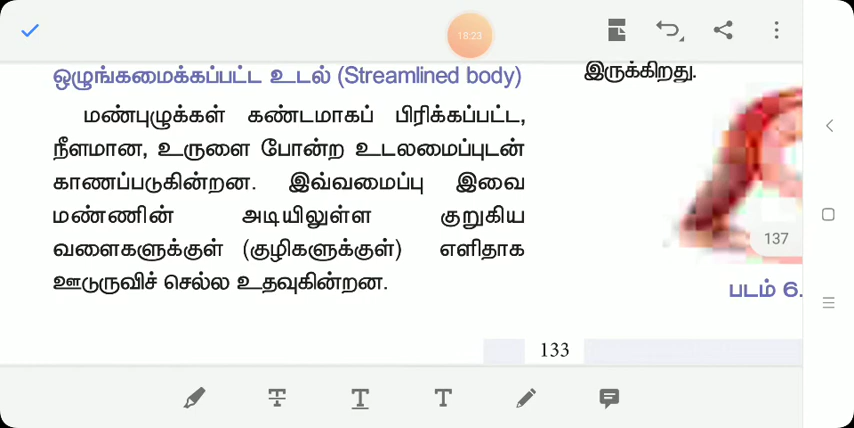 18:23
ஒழுங்கமைக்கப்பட்ட உடல் (Streamlined body)
மண்புழுக்கள் கண்டமாகப் பிரிக்கப்பட்ட,
நீளமான, உருளை போன்ற உடலமைப்புடன்
காணப்படுகின்றன. இவ்வமைப்பு இவை
மண்ணின் அடியிலுள்ள குறுகிய
வளைகளுக்குள் (குழிகளுக்குள்) எளிதாக
ஊடுருவிச் செல்ல உதவுகின்றன.
இருக்கிறது.
137
படம் 6.
133